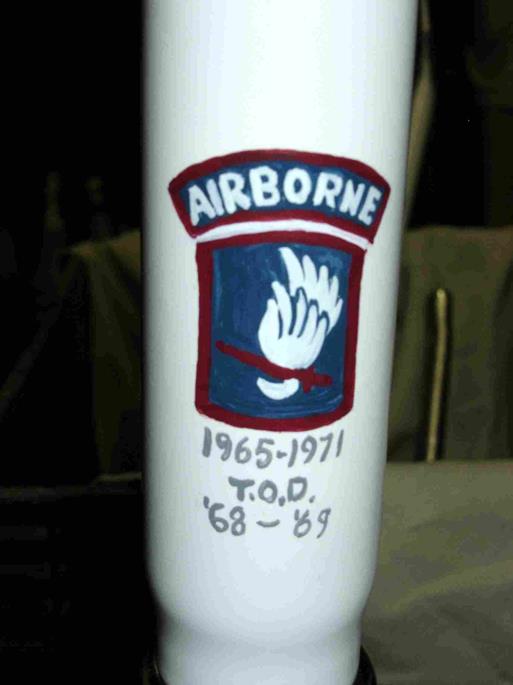 AIRBORNE
1965-1971
T.O.D.
'68 - '69